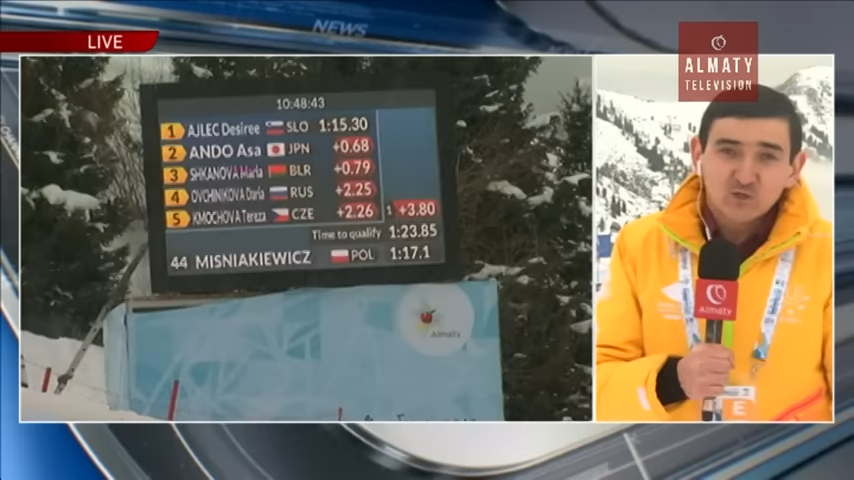 NEWS
LIVE
ALMATY
TELEVISION
10:48:43
1 AJLEC Desiree SLO 1:15.30
2 ANDO Asa JPN +0.68
3 SHKANOVA Maria BLR +0.79
4 OVCHINIKOVA Daria RUS +2.25
5 KMOCHOVA Tereza CZE +2.26 1 +3.80
Time to qualify 1:23.85
44 MISNIAKIEWICZ POL 1:17.1
Almaty
Almaty
E